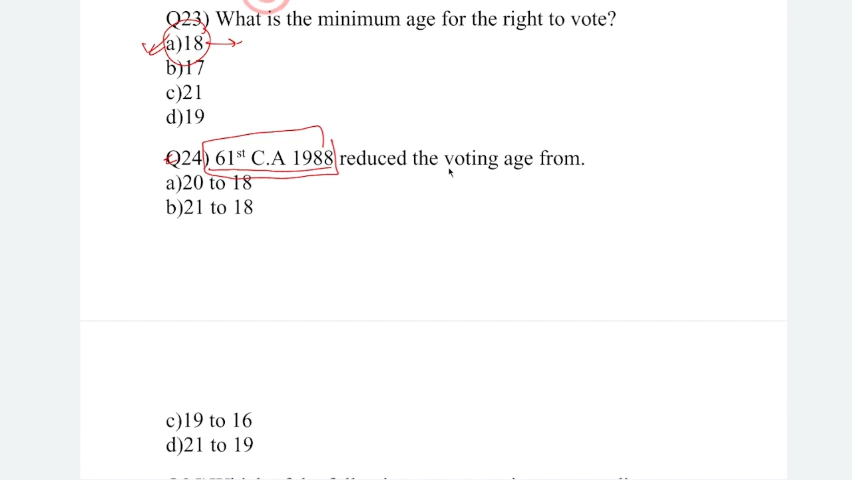 Q23) What is the minimum age for the right to vote?
a)18
b)17
c)21
d)19
Q24) 61st C.A 1988 reduced the voting age from.
a)20 to 18
b)21 to 18
c)19 to 16
d)21 to 19